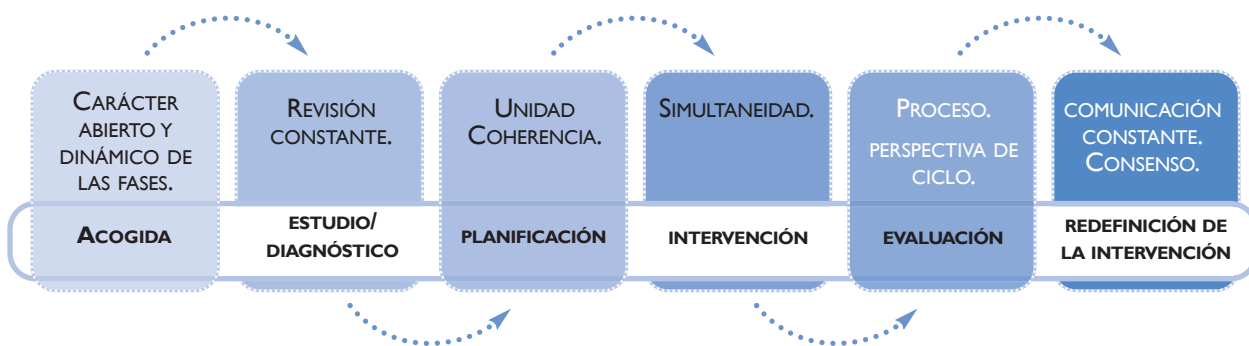 CARÁCTER
ABIERTO Y
DINÁMICO DE
LAS FASES.
ACOGIDA
REVISIÓN
CONSTANTE.
ESTUDIO/
DIAGNÓSTICO
UNIDAD
COHERENCIA.
PLANIFICACIÓN
SIMULTANEIDAD.
INTERVENCIÓN
PROCESO.
PERSPECTIVA DE
CICLO.
EVALUACIÓN
COMUNICACIÓN
CONSTANTE.
CONSENSO.
REDEFINICIÓN DE
LA INTERVENCIÓN